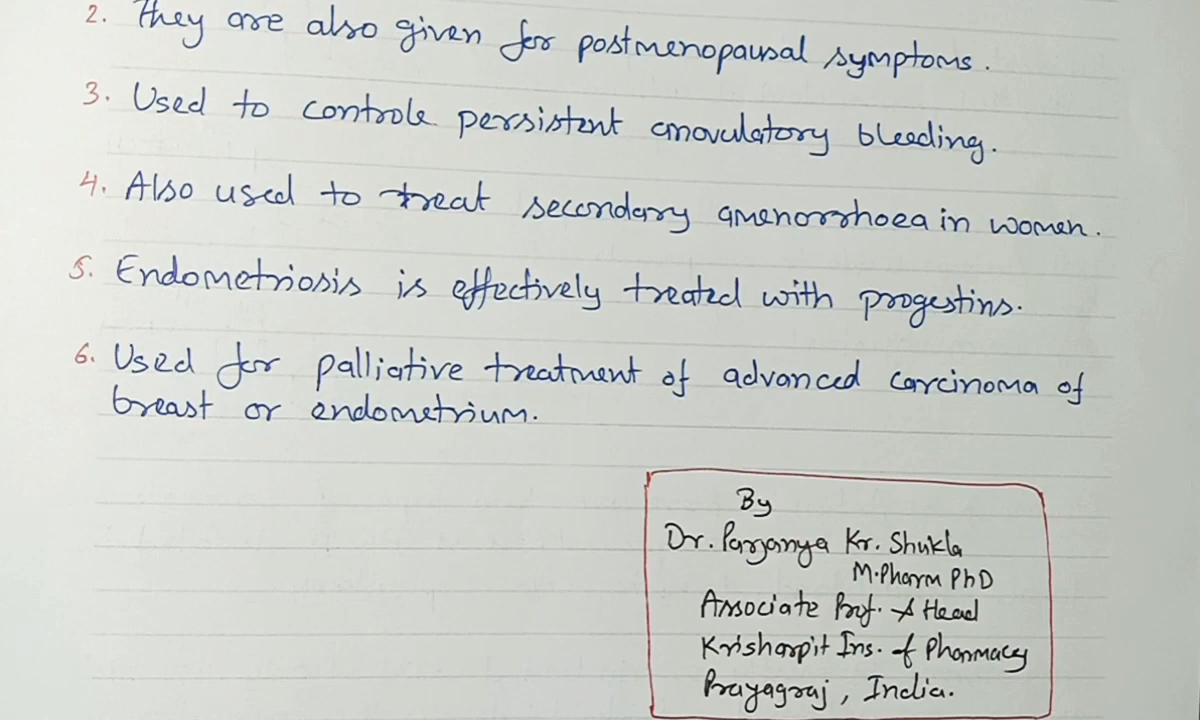 2. They are also given for postmenopausal symptoms.
3. Used to controle persistent anovulatory bleeding.
4. Also used to treat secondary amenorrhoea in women.
5. Endometriosis is effectively treated with progestins.
6. Used for palliative treatment of advanced carcinoma of
breast or endometrium.
By
Dr. Parjanya Kr. Shukla
M.Pharm PhD
Associate Prof. & Head
Krisharpit Ins. of Pharmacy
Prayagraj, India.